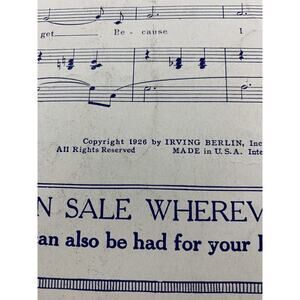 get____ Be - cause I
Copyright 1926 by IRVING BERLIN, Inc
All Rights Reserved MADE in U.S.A. Inte
N SALE WHEREV
an also be had for your